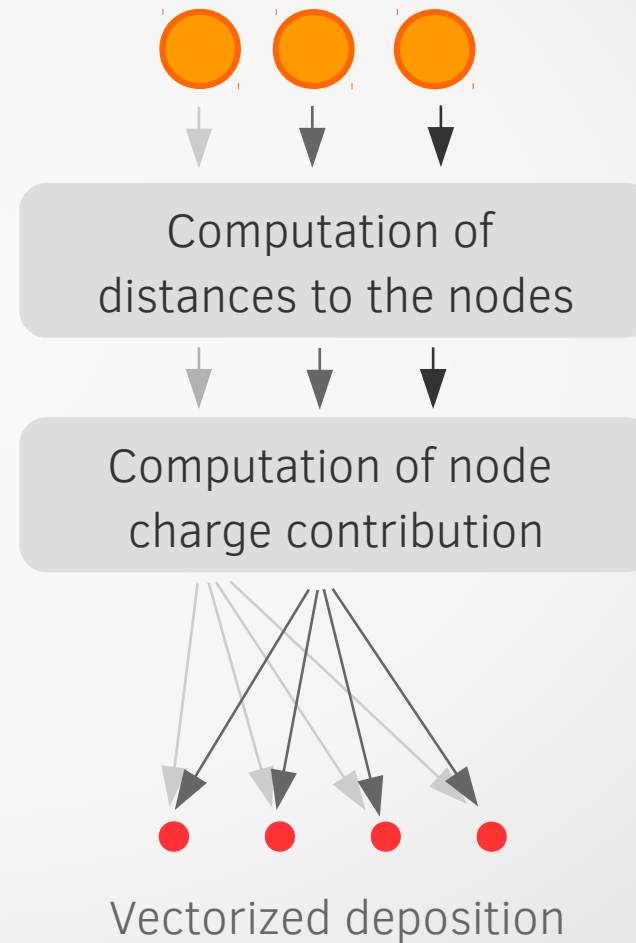 Computation of
distances to the nodes
Computation of node
charge contribution
Vectorized deposition